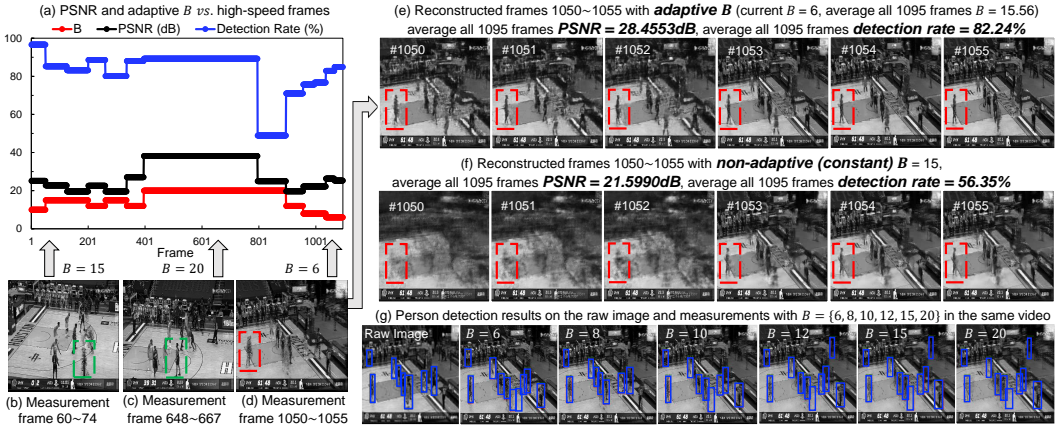 (a) PSNR and adaptive B vs. high-speed frames
B PSNR (dB) Detection Rate (%)
100
80
60
40
20
0
1 201 401 601 801 1001
Frame
B = 15 B = 20 B = 6
(b) Measurement frame 60~74
(c) Measurement frame 648~667
(d) Measurement frame 1050~1055
(e) Reconstructed frames 1050~1055 with adaptive B (current B = 6, average all 1095 frames B = 15.56)
average all 1095 frames PSNR = 28.4553dB, average all 1095 frames detection rate = 82.24%
#1050 #1051 #1052 #1053 #1054 #1055
(f) Reconstructed frames 1050~1055 with non-adaptive (constant) B = 15,
average all 1095 frames PSNR = 21.5990dB, average all 1095 frames detection rate = 56.35%
#1050 #1051 #1052 #1053 #1054 #1055
(g) Person detection results on the raw image and measurements with B = {6, 8, 10, 12, 15, 20} in the same video
Raw Image B = 6 B = 8 B = 10 B = 12 B = 15 B = 20